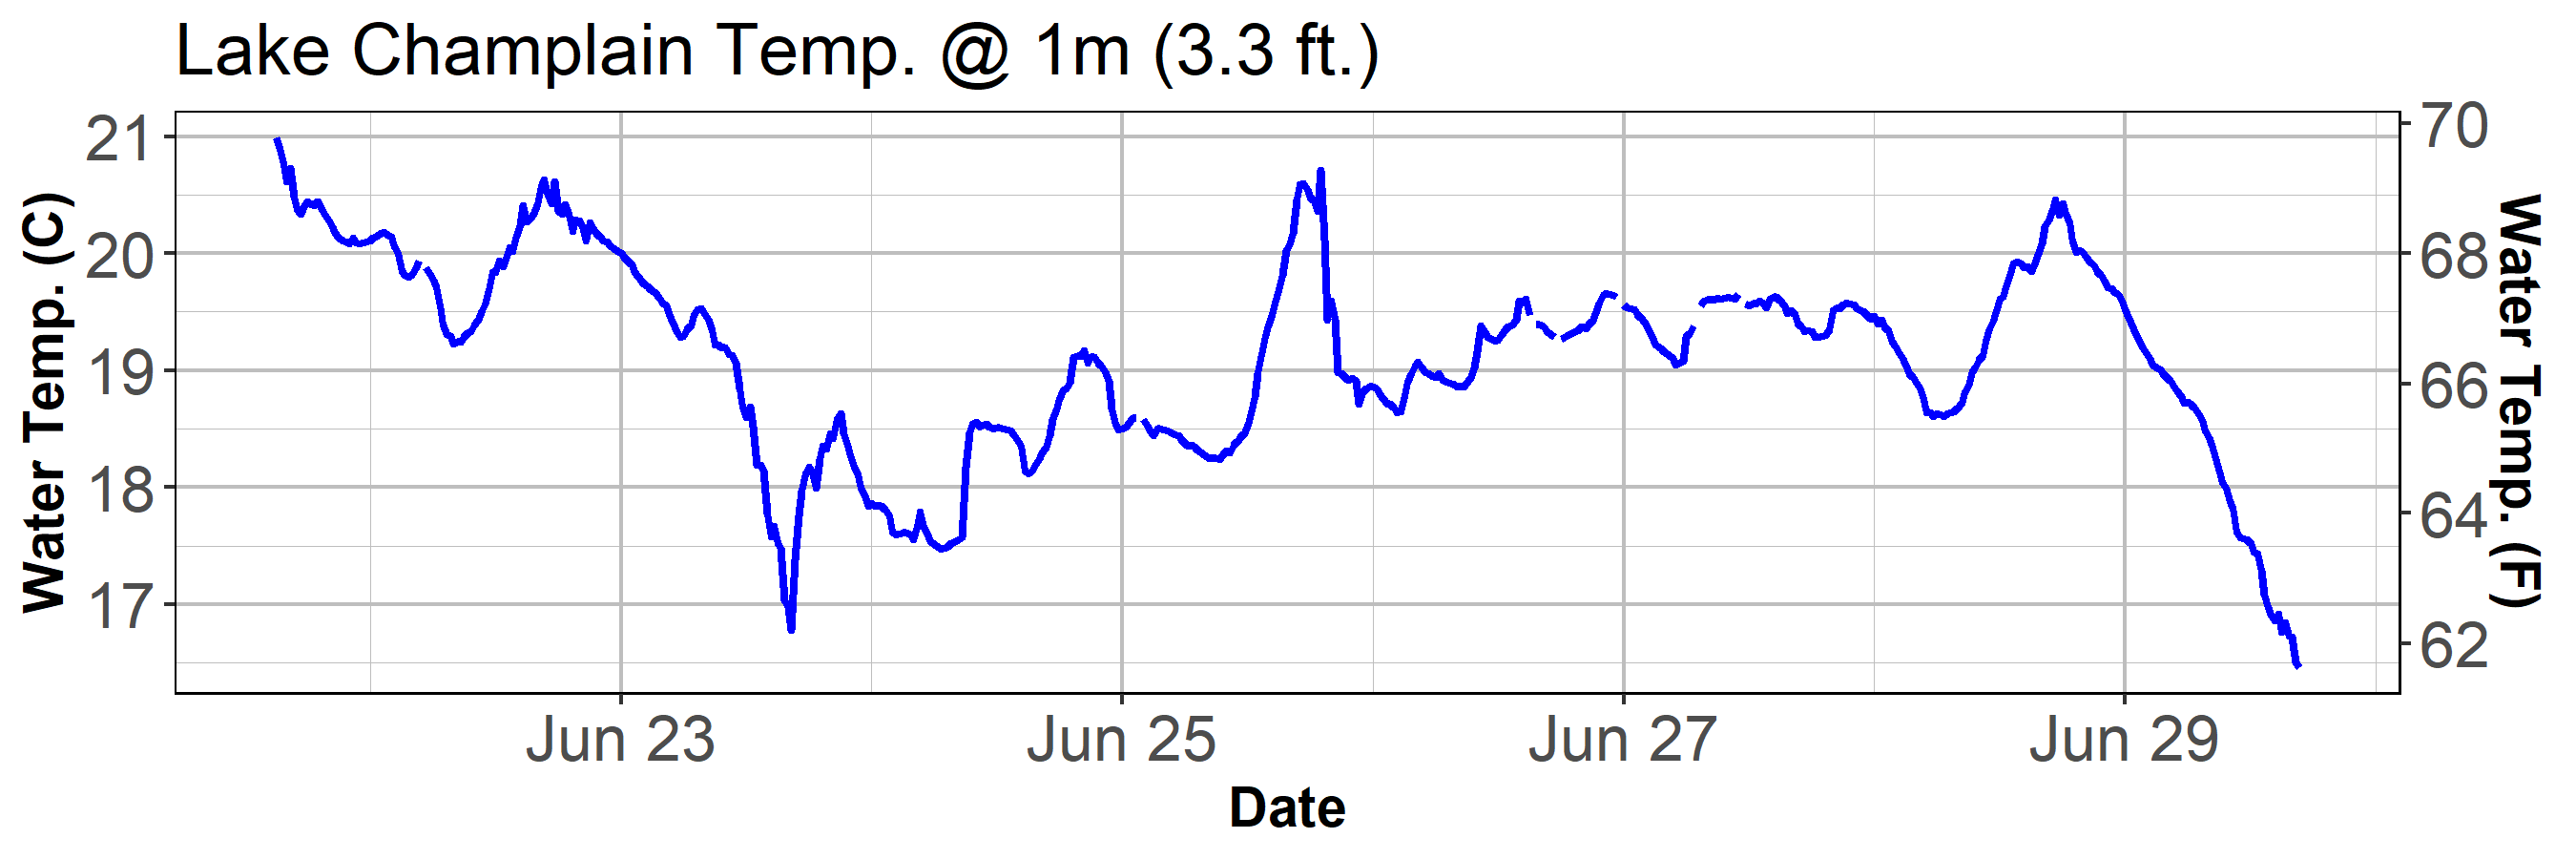 Lake Champlain Temp. @ 1m (3.3 ft.)
Water Temp. (C)
21
20
19
18
17
70
68
66
64
62
Water Temp. (F)
Jun 23
Jun 25
Jun 27
Jun 29
Date